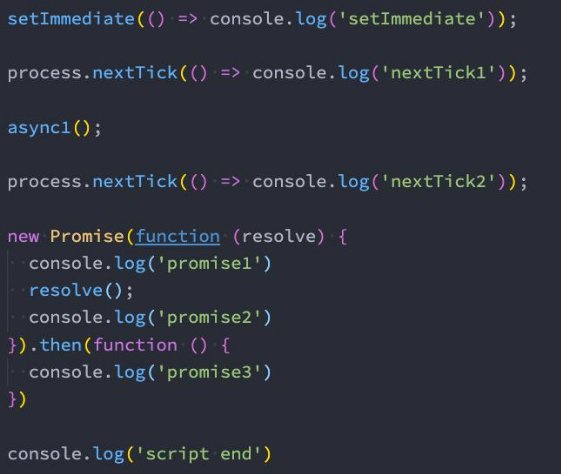 setImmediate(() => console.log('setImmediate'));
process.nextTick(() => console.log('nextTick1'));
async1();
process.nextTick(() => console.log('nextTick2'));
new Promise(function (resolve) {
  console.log('promise1')
  resolve();
  console.log('promise2')
}).then(function () {
  console.log('promise3')
})
console.log('script end')